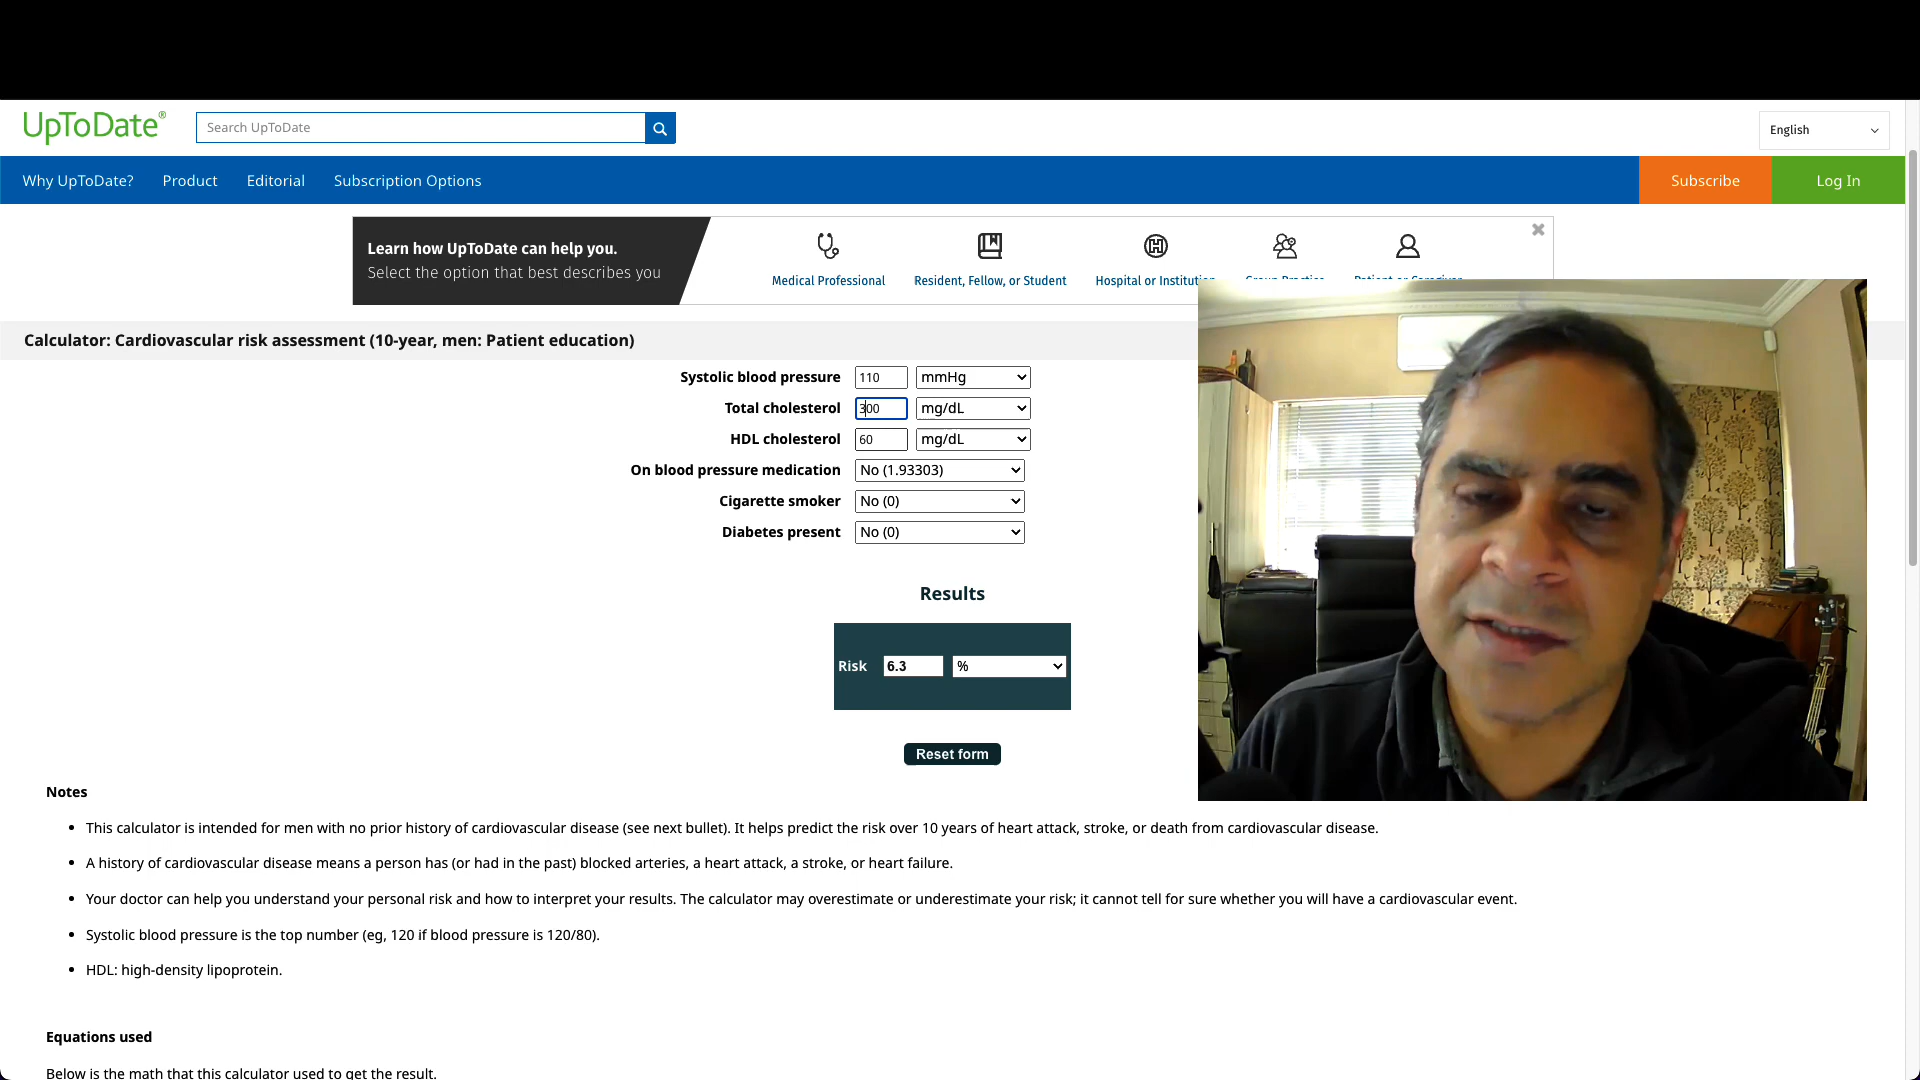 UpToDate®
Search UpToDate
English
Why UpToDate? Product Editorial Subscription Options Subscribe Log In
Learn how UpToDate can help you.
Select the option that best describes you
Medical Professional Resident, Fellow, or Student Hospital or Institution Group Practice Patient or Caregiver
Calculator: Cardiovascular risk assessment (10-year, men: Patient education)
Systolic blood pressure 110 mmHg
Total cholesterol 300 mg/dL
HDL cholesterol 60 mg/dL
On blood pressure medication No (1.93303)
Cigarette smoker No (0)
Diabetes present No (0)
Results
Risk 6.3 %
Reset form
Notes
• This calculator is intended for men with no prior history of cardiovascular disease (see next bullet). It helps predict the risk over 10 years of heart attack, stroke, or death from cardiovascular disease.
• A history of cardiovascular disease means a person has (or had in the past) blocked arteries, a heart attack, a stroke, or heart failure.
• Your doctor can help you understand your personal risk and how to interpret your results. The calculator may overestimate or underestimate your risk; it cannot tell for sure whether you will have a cardiovascular event.
• Systolic blood pressure is the top number (eg, 120 if blood pressure is 120/80).
• HDL: high-density lipoprotein.
Equations used
Below is the math that this calculator used to get the result.